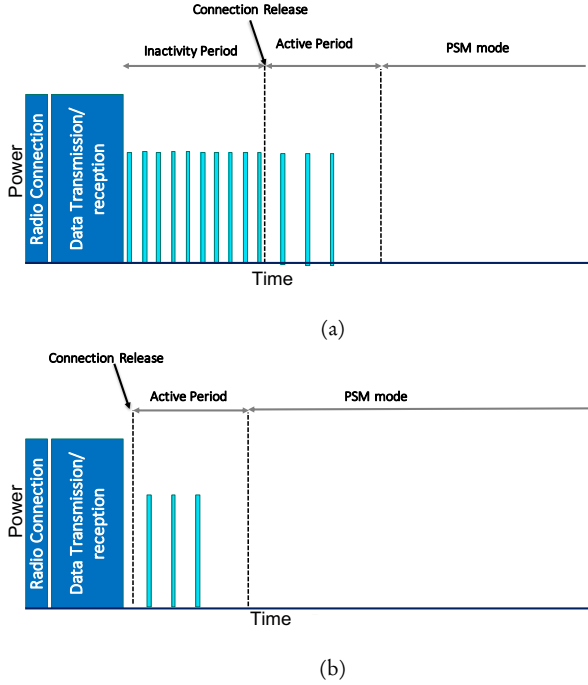 Connection Release
Inactivity Period
Active Period
PSM mode
Power
Radio Connection
Data Transmission/
reception
Time
(a)
Connection Release
Active Period
PSM mode
Power
Radio Connection
Data Transmission/
reception
Time
(b)